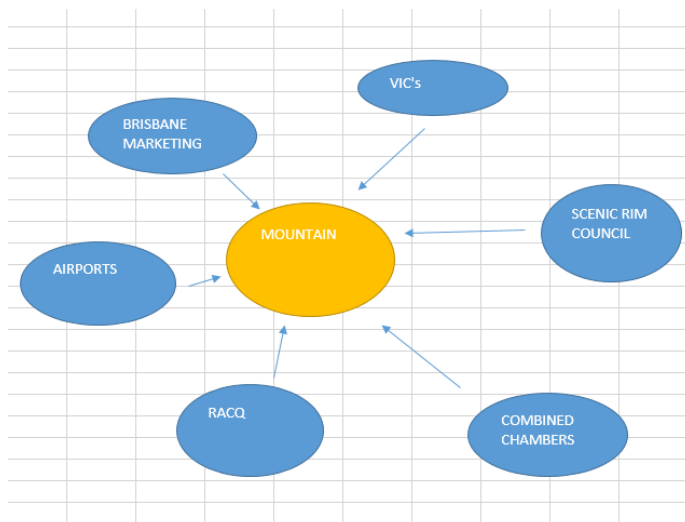 VIC's
BRISBANE
MARKETING
SCENIC RIM
COUNCIL
MOUNTAIN
AIRPORTS
RACQ
COMBINED
CHAMBERS